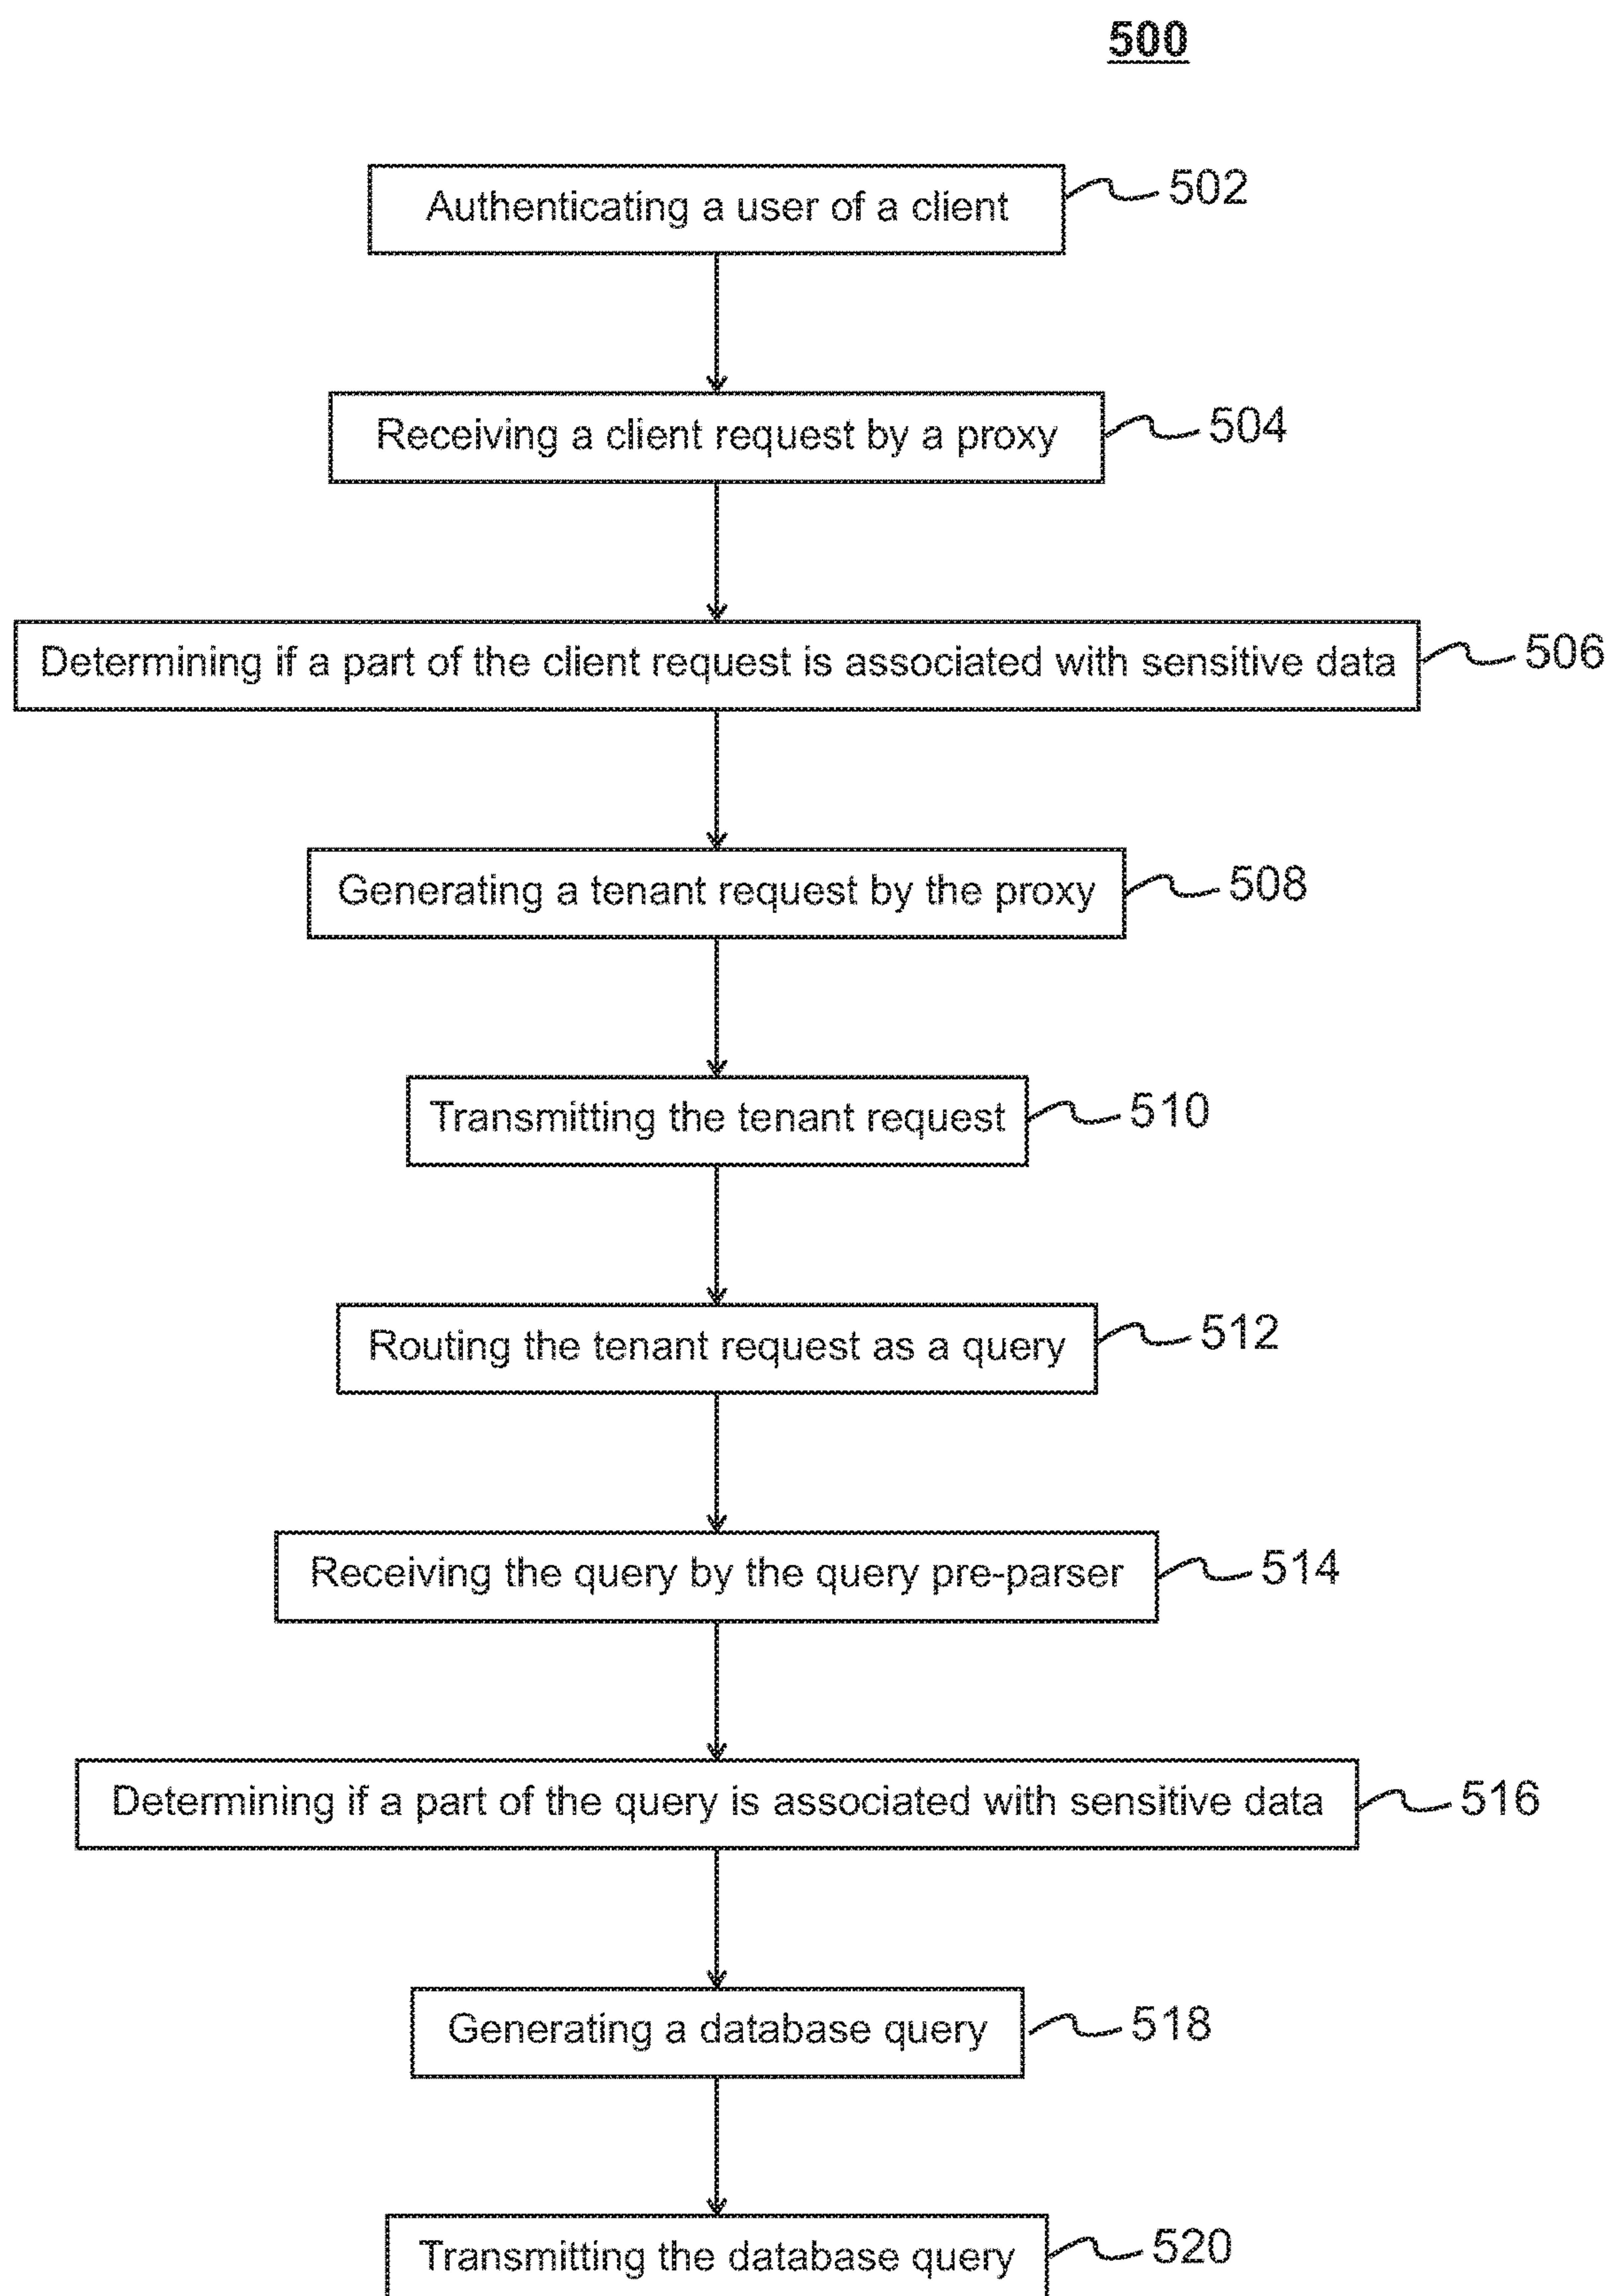 500
Authenticating a user of a client
502
Receiving a client request by a proxy
504
Determining if a part of the client request is associated with sensitive data
506
Generating a tenant request by the proxy
508
Transmitting the tenant request
510
Routing the tenant request as a query
512
Receiving the query by the query pre-parser
514
Determining if a part of the query is associated with sensitive data
516
Generating a database query
518
Transmitting the database query
520